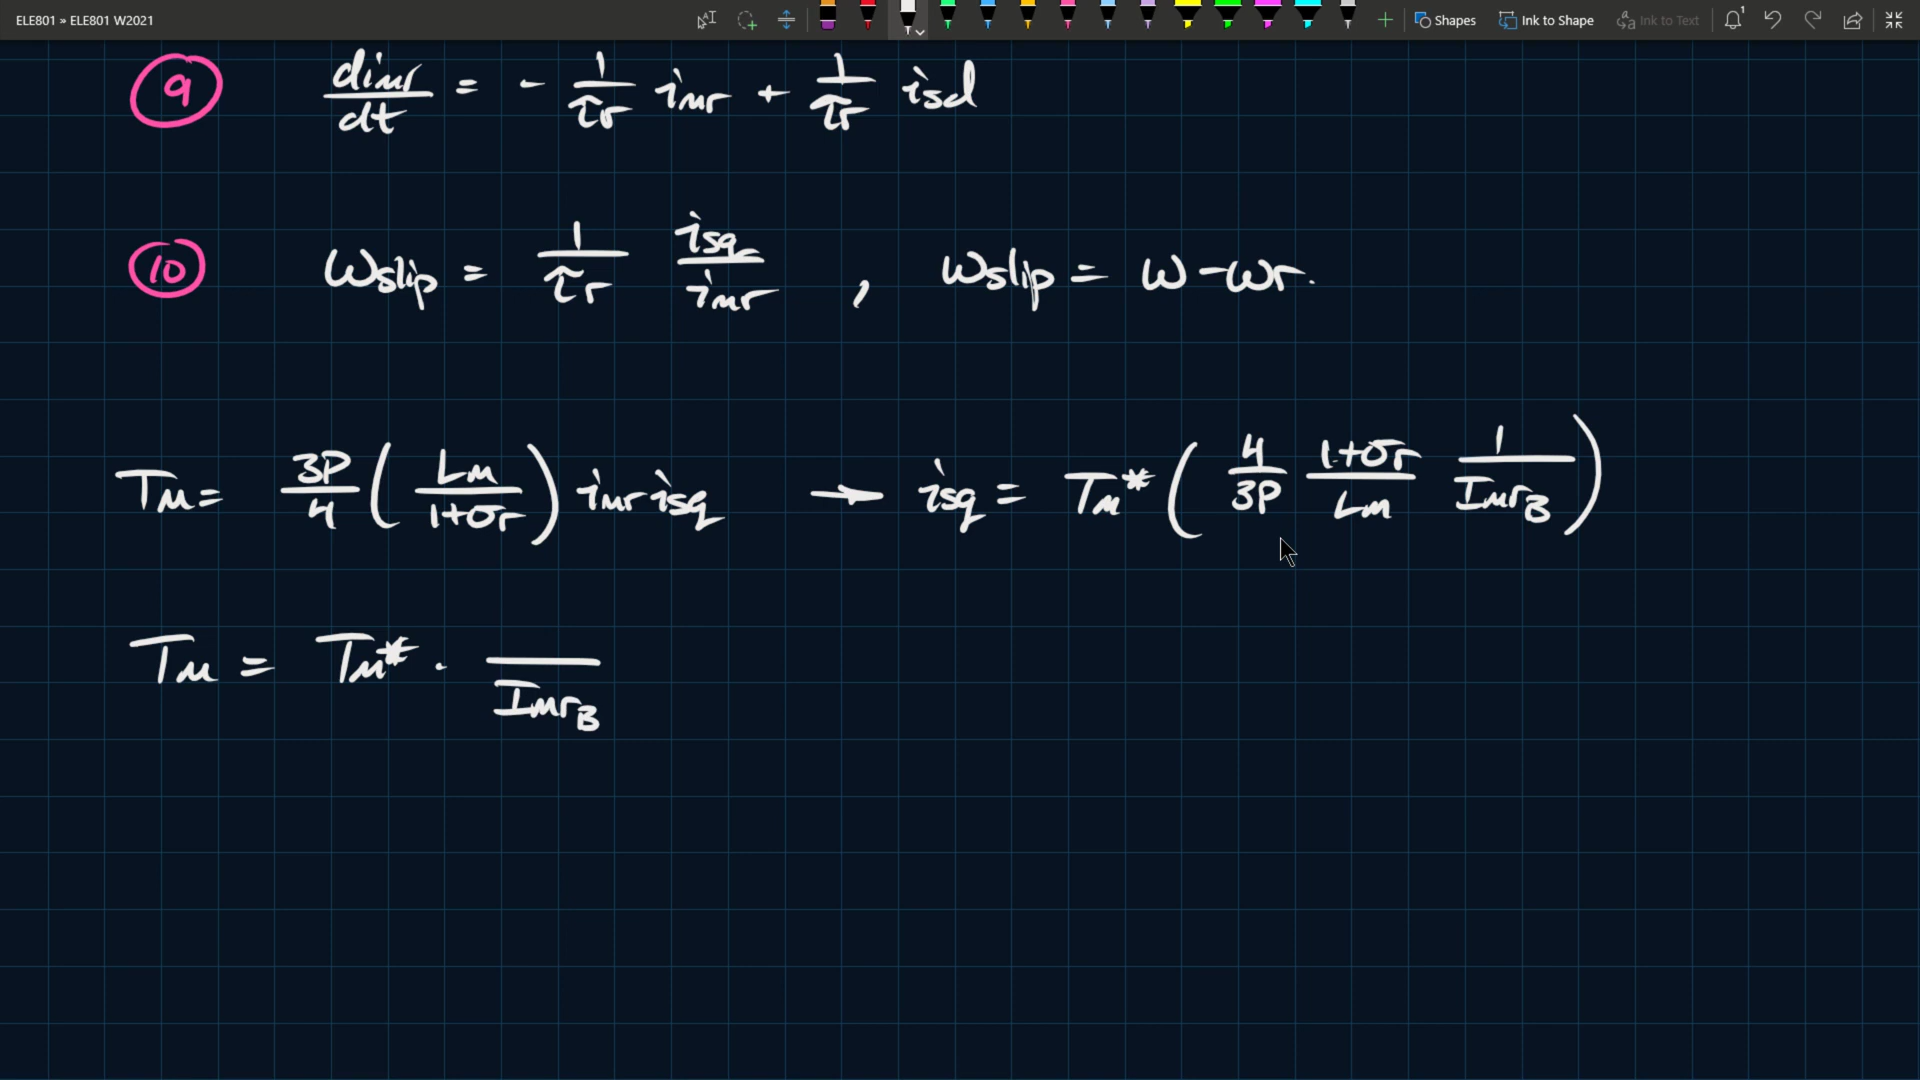 ELE801 » ELE801 W2021
Shapes
Ink to Shape
Ink to Text
1
9 dimr/dt = - 1/τr imr + 1/τr isd
10 ωslip = 1/τr isq/imr , ωslip = ω - ωr.
Tm = 3P/4 ( Lm/1+σr ) imr isq → isq = Tm* ( 4/3P 1+σr/Lm 1/ImrB )
Tm = Tm* · /ImrB